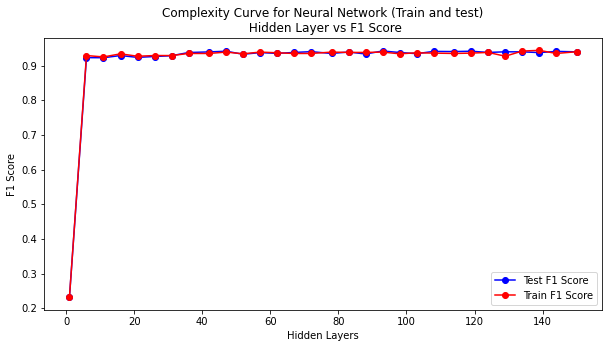 Complexity Curve for Neural Network (Train and test)
Hidden Layer vs F1 Score
F1 Score
0.9
0.8
0.7
0.6
0.5
0.4
0.3
0.2
0 20 40 60 80 100 120 140
Hidden Layers
Test F1 Score
Train F1 Score